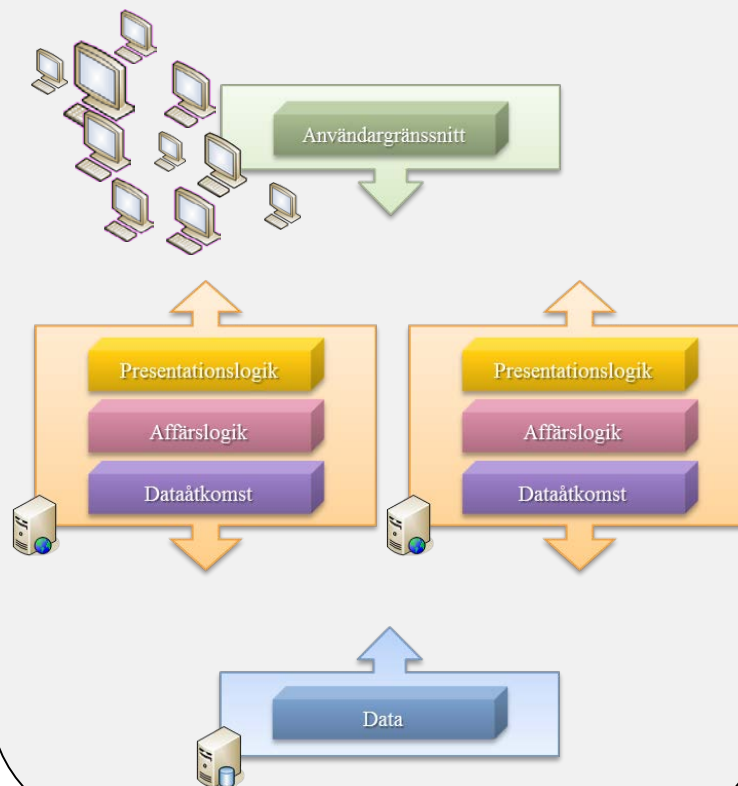 Användargränssnitt
Presentationslogik
Affärslogik
Dataåtkomst
Presentationslogik
Affärslogik
Dataåtkomst
Data